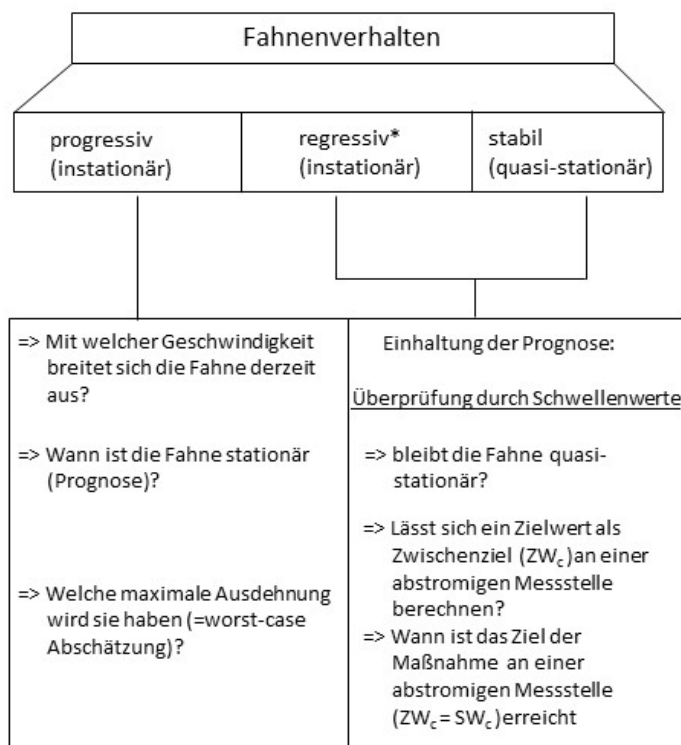 Fahnenverhalten
progressiv
(instationär)
regressiv*
(instationär)
stabil
(quasi-stationär)
=> Mit welcher Geschwindigkeit
breitet sich die Fahne derzeit
aus?
=> Wann ist die Fahne stationär
(Prognose)?
=> Welche maximale Ausdehnung
wird sie haben (=worst-case
Abschätzung)?
Einhaltung der Prognose:
Überprüfung durch Schwellenwerte
=> bleibt die Fahne quasi-
stationär?
=> Lässt sich ein Zielwert als
Zwischenziel (ZWc)an einer
abstromigen Messstelle
berechnen?
=> Wann ist das Ziel der
Maßnahme an einer
abstromigen Messstelle
(ZWc= SWc)erreicht